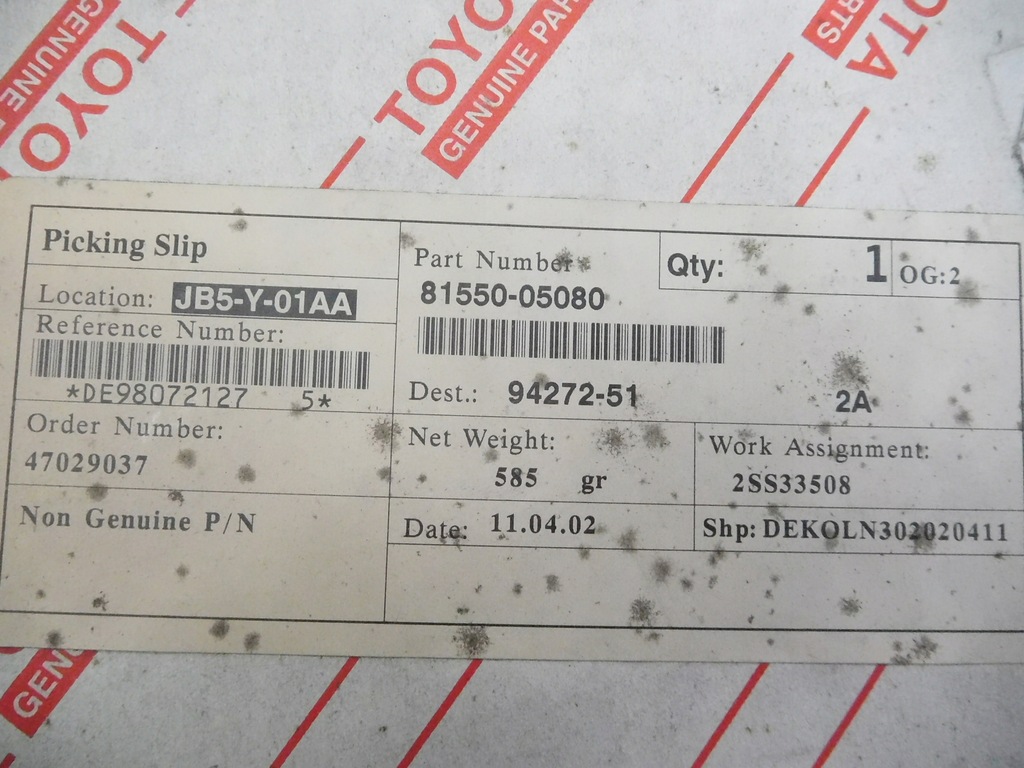 GENUINE
TOYO
TOYO
GENUINE PAR
PARTS
OTA
Picking Slip
Location: JB5-Y-01AA
Reference Number:
*DE98072127 5*
Order Number:
47029037
Non Genuine P/N
Part Number
81550-05080
Qty: 1 OG:2
Dest.: 94272-51 2A
Net Weight:
585 gr
Work Assignment:
2SS33508
Date: 11.04.02
Shp: DEKOLN302020411
GEN